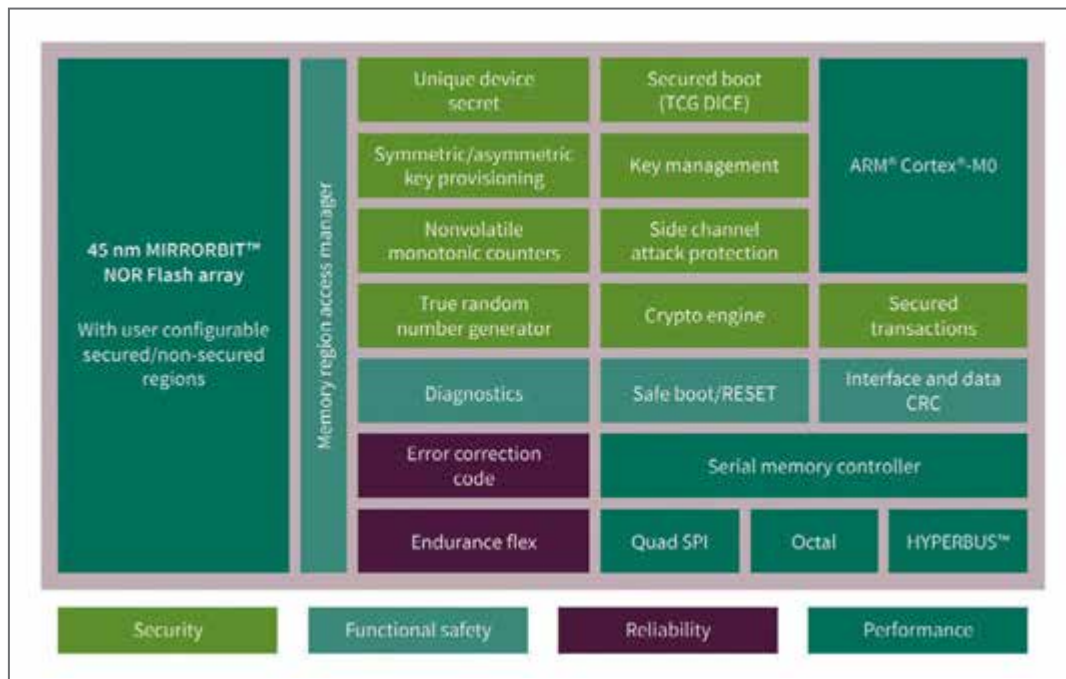 45 nm MIRRORBIT™
NOR Flash array
With user configurable
secured/non-secured
regions
Memory region access manager
Unique device
secret
Secured boot
(TCG DICE)
ARM® Cortex®-M0
Symmetric/asymmetric
key provisioning
Key management
Nonvolatile
monotonic counters
Side channel
attack protection
True random
number generator
Crypto engine
Secured
transactions
Diagnostics
Safe boot/RESET
Interface and data
CRC
Error correction
code
Serial memory controller
Endurance flex
Quad SPI
Octal
HYPERBUS™
Security
Functional safety
Reliability
Performance